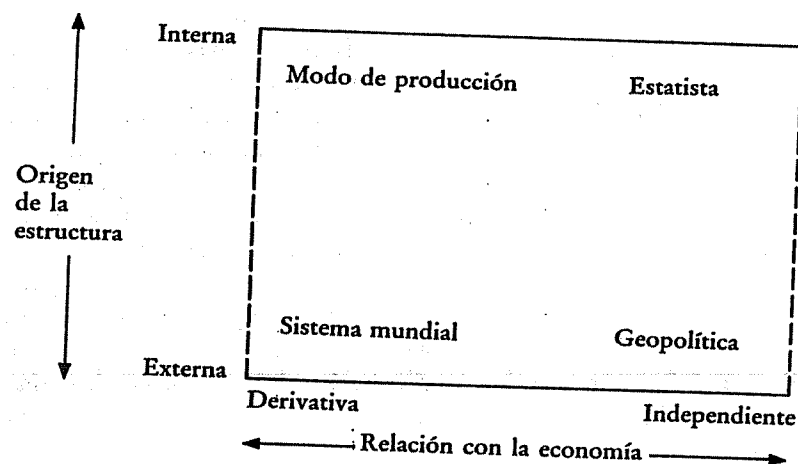 Interna
Modo de producción
Estatista
Origen
de la
estructura
Sistema mundial
Geopolítica
Externa
Derivativa
Independiente
Relación con la economía